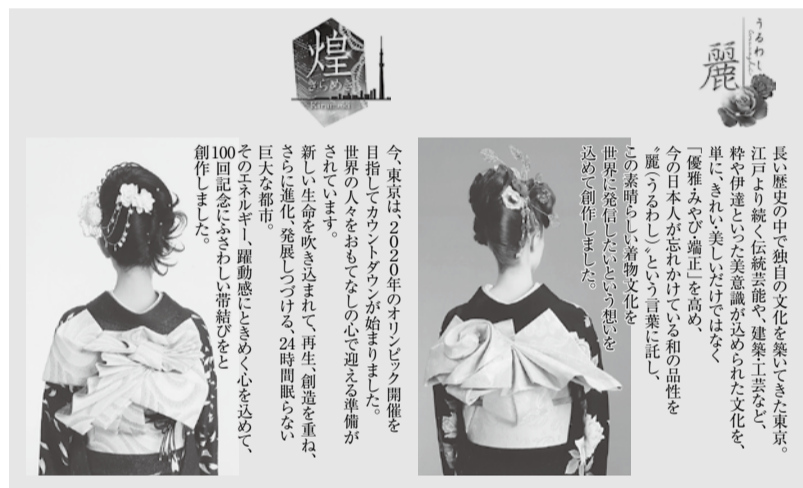 うるわし
麗
長い歴史の中で独自の文化を築いてきた東京。
江戸より続く伝統芸能や、建築・工芸など、
粋や伊達といった美意識が込められた文化を、
単に、きれい・美しいだけではなく
「優雅・みやび・端正」を高め、
今の日本人が忘れかけている和の品性を
〝麗（うるわし）〟という言葉に託し、
この素晴らしい着物文化を
世界に発信したいという想いを
込めて創作しました。
煌
きらめき
Kirameki
今、東京は、2020年のオリンピック開催を
目指してカウントダウンが始まりました。
世界の人々をおもてなしの心で迎える準備が
されています。
新しい生命を吹き込まれて、再生、創造を重ね、
さらに進化、発展しつづける、24時間眠らない
巨大な都市。
そのエネルギー、躍動感にときめく心を込めて、
100回記念にふさわしい帯結びをと
創作しました。